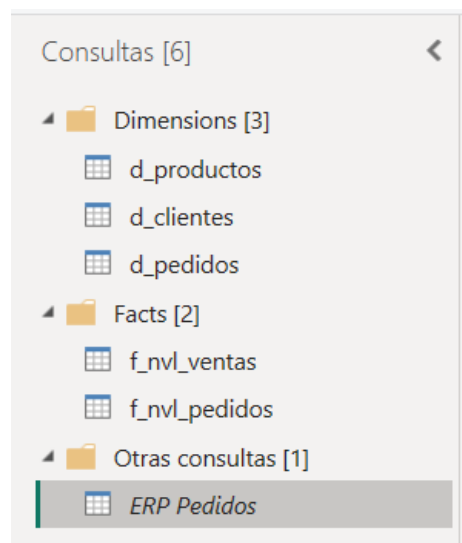 Consultas [6]
Dimensions [3]
d_productos
d_clientes
d_pedidos
Facts [2]
f_nvl_ventas
f_nvl_pedidos
Otras consultas [1]
ERP Pedidos